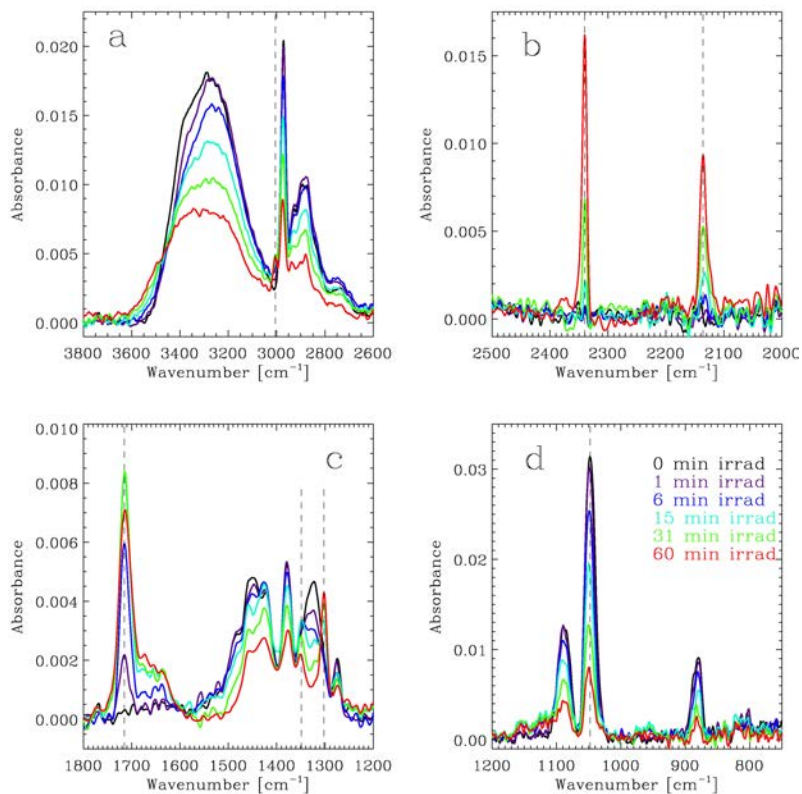 a
0.020
0.015
0.010
0.005
0.000
Absorbance
3800 3600 3400 3200 3000 2800 2600
Wavenumber [cm⁻¹]
b
0.015
0.010
0.005
0.000
Absorbance
2500 2400 2300 2200 2100 2000
Wavenumber [cm⁻¹]
c
0.010
0.008
0.006
0.004
0.002
0.000
Absorbance
1800 1700 1600 1500 1400 1300 1200
Wavenumber [cm⁻¹]
d
0 min irrad
1 min irrad
6 min irrad
15 min irrad
31 min irrad
60 min irrad
0.03
0.02
0.01
0.00
Absorbance
1200 1100 1000 900 800
Wavenumber [cm⁻¹]